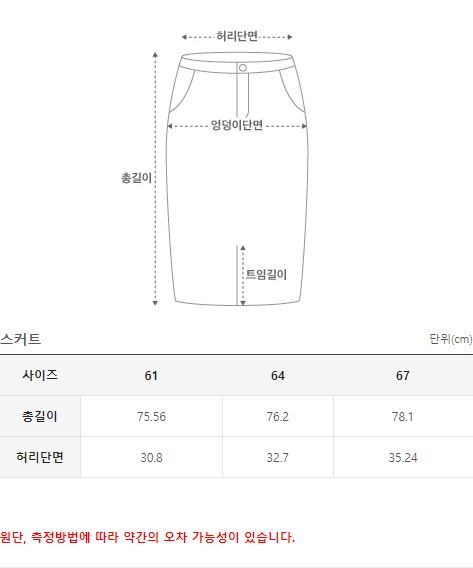 허리단면
엉덩이단면
총길이
트임길이
스커트 단위(cm)
사이즈 61 64 67
총길이 75.56 76.2 78.1
허리단면 30.8 32.7 35.24
원단, 측정방법에 따라 약간의 오차 가능성이 있습니다.